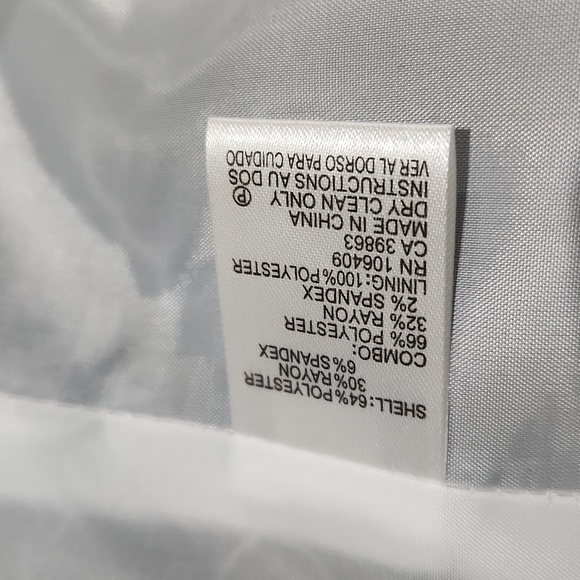 SHELL:64%POLYESTER
30%RAYON
6%SPANDEX
COMBO:
66% POLYESTER
32% RAYON
2% SPANDEX
LINING:100%POLYESTER
RN 106409
CA 39863
MADE IN CHINA
DRY CLEAN ONLY Ⓟ
INSTRUCTIONS AU DOS
VER AL DORSO PARA CUIDADO